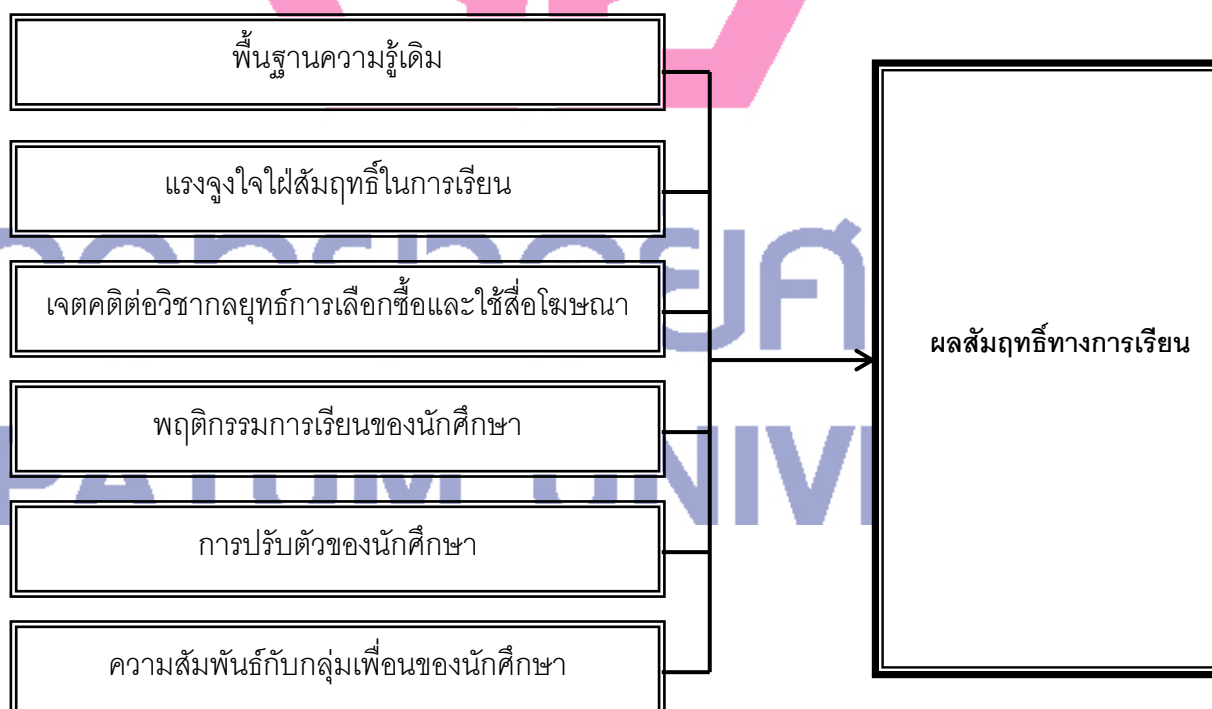 พื้นฐานความรู้เดิม
แรงจูงใจใฝ่สัมฤทธิ์ในการเรียน
เจตคติต่อวิชากลยุทธ์การเลือกซื้อและใช้สื่อโฆษณา
พฤติกรรมการเรียนของนักศึกษา
การปรับตัวของนักศึกษา
ความสัมพันธ์กับกลุ่มเพื่อนของนักศึกษา
ผลสัมฤทธิ์ทางการเรียน
PATUM UNIV